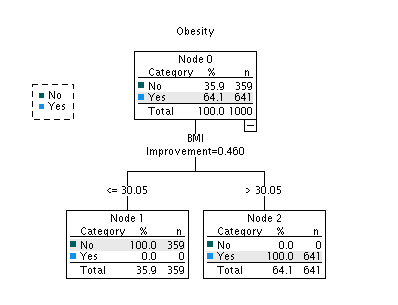 Obesity
No
Yes
Node 0
Category % n
No 35.9 359
Yes 64.1 641
Total 100.0 1000
BMI
Improvement=0.460
<= 30.05
> 30.05
Node 1
Category % n
No 100.0 359
Yes 0.0 0
Total 35.9 359
Node 2
Category % n
No 0.0 0
Yes 100.0 641
Total 64.1 641